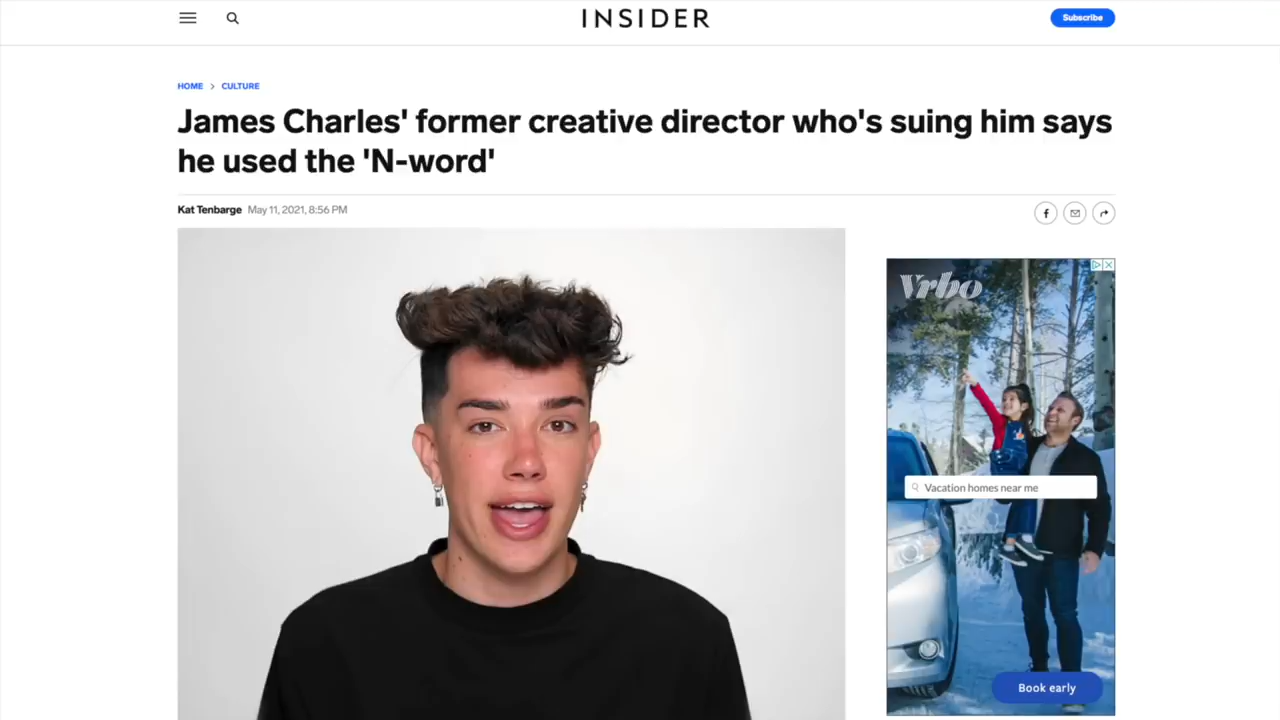 INSIDER
Subscribe
HOME > CULTURE
James Charles' former creative director who's suing him says
he used the 'N-word'
Kat Tenbarge May 11, 2021, 8:56 PM
f
Vrbo
Vacation homes near me
Book early